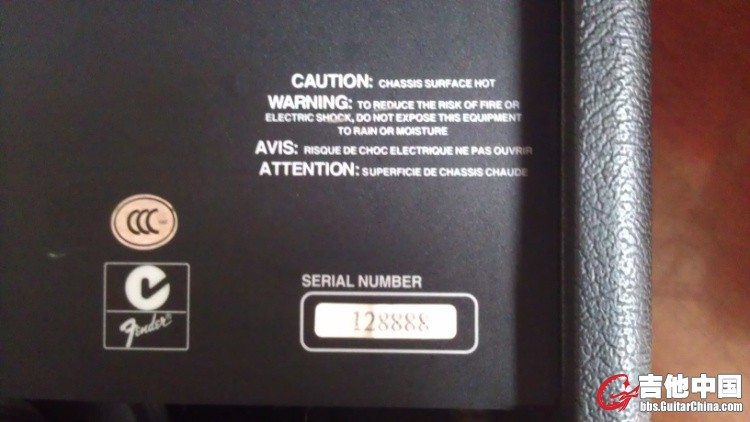 CAUTION: CHASSIS SURFACE HOT
WARNING: TO REDUCE THE RISK OF FIRE OR
ELECTRIC SHOCK, DO NOT EXPOSE THIS EQUIPMENT
TO RAIN OR MOISTURE
AVIS: RISQUE DE CHOC ELECTRIQUE NE PAS OUVRIR
ATTENTION: SUPERFICIE DE CHASSIS CHAUDE
CCC
Fender
SERIAL NUMBER
128888
吉他中国
bbs.GuitarChina.com